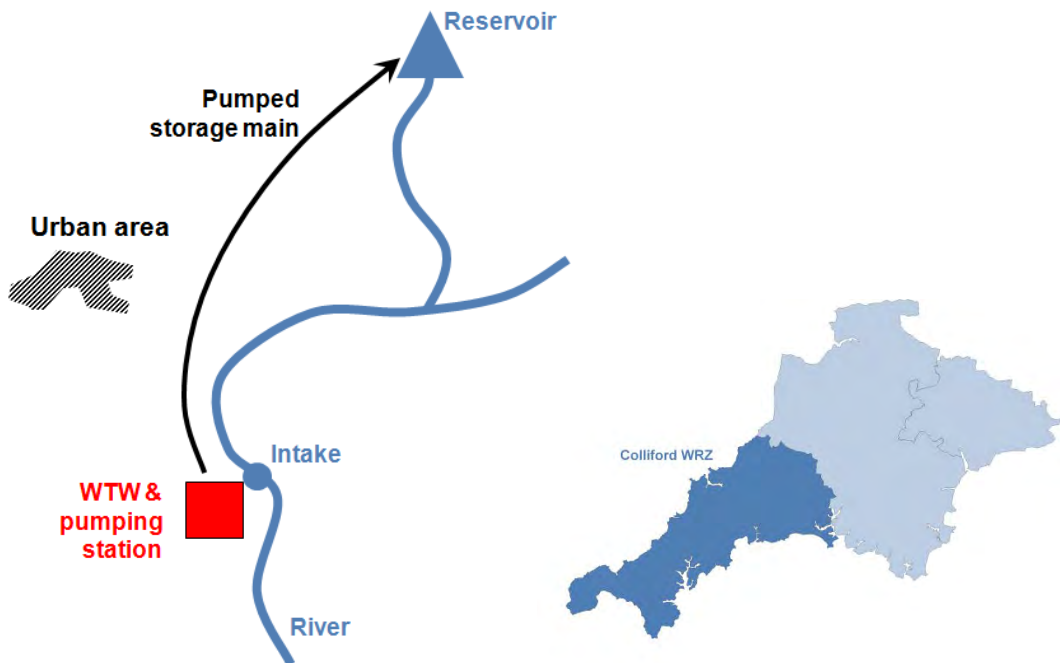 Reservoir
Pumped
storage main
Urban area
Intake
Colliford WRZ
WTW &
pumping
station
River